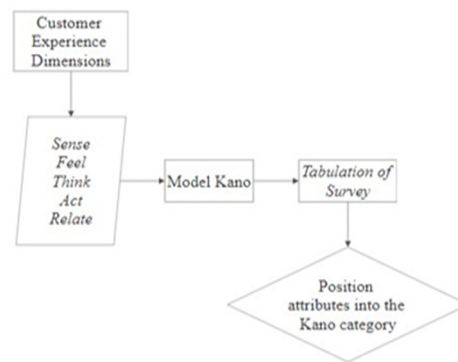 Customer
Experience
Dimensions
Sense
Feel
Think
Act
Relate
Model Kano
Tabulation of
Survey
Position
attributes into the
Kano category